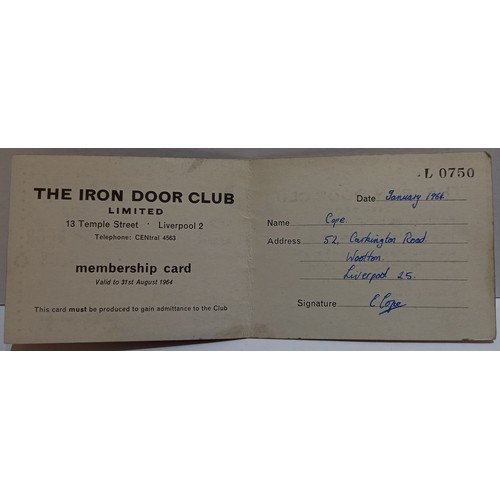 THE IRON DOOR CLUB
LIMITED
13 Temple Street · Liverpool 2
Telephone: CENtral 4563
membership card
Valid to 31st August 1964
This card must be produced to gain admittance to the Club
L 0750
Date January 1964
Name Cope
Address 52, Road
Woolton
Liverpool 25.
Signature C Cope